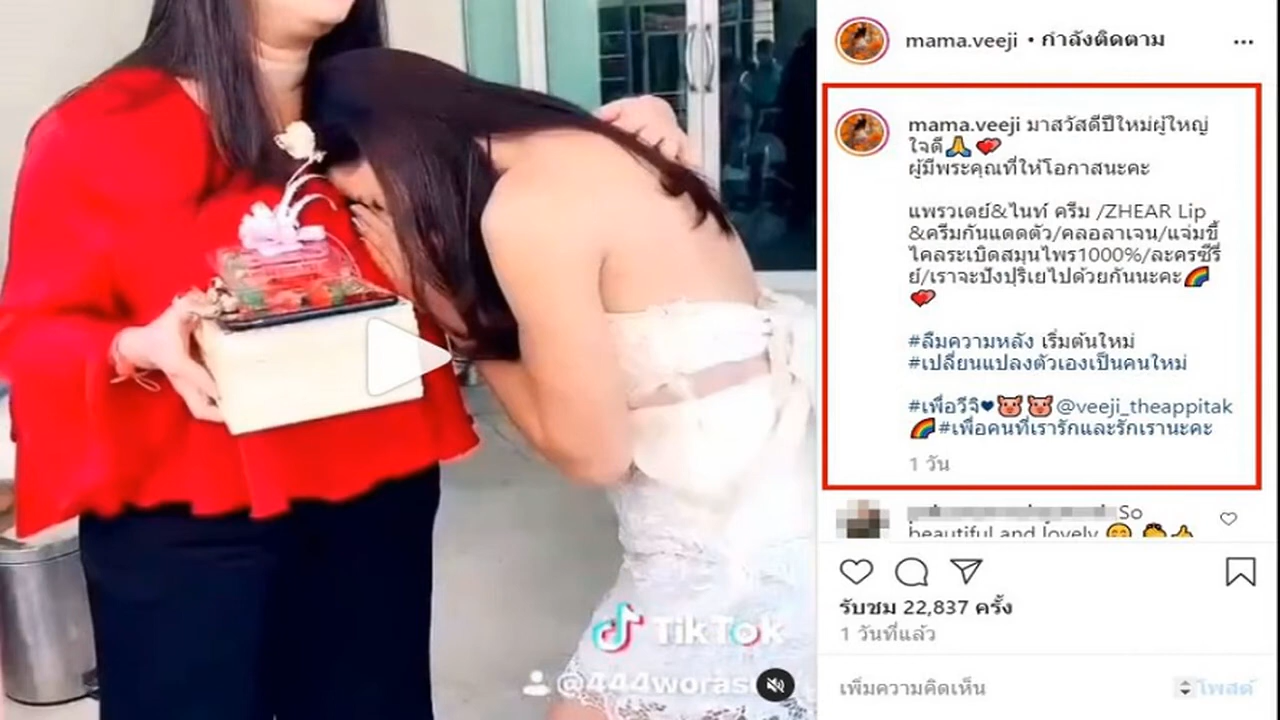 mama.veeji • กำลังติดตาม
mama.veeji มาสวัสดีปีใหม่ผู้ใหญ่
ใจดี🙏💕
ผู้มีพระคุณที่ให้โอกาสนะคะ
แพรวเดย์&ไนท์ ครีม /ZHEAR Lip
&ครีมกันแดดตัว/คลอลาเจน/แจ่มขี้
ไคลระเบิดสมุนไพร1000%/ละครซีรี่
ย์/เราจะปังปุริเยไปด้วยกันนะคะ🌈
💕
#ลืมความหลัง เริ่มต้นใหม่
#เปลี่ยนแปลงตัวเองเป็นคนใหม่
#เพื่อวีจิ♥🐷🐷@veeji_theappitak
🌈#เพื่อคนที่เรารักและรักเรานะคะ
1 วัน
So
beautiful and lovely
รับชม 22,837 ครั้ง
1 วันที่แล้ว
เพิ่มความคิดเห็น
โพสต์
TikTok